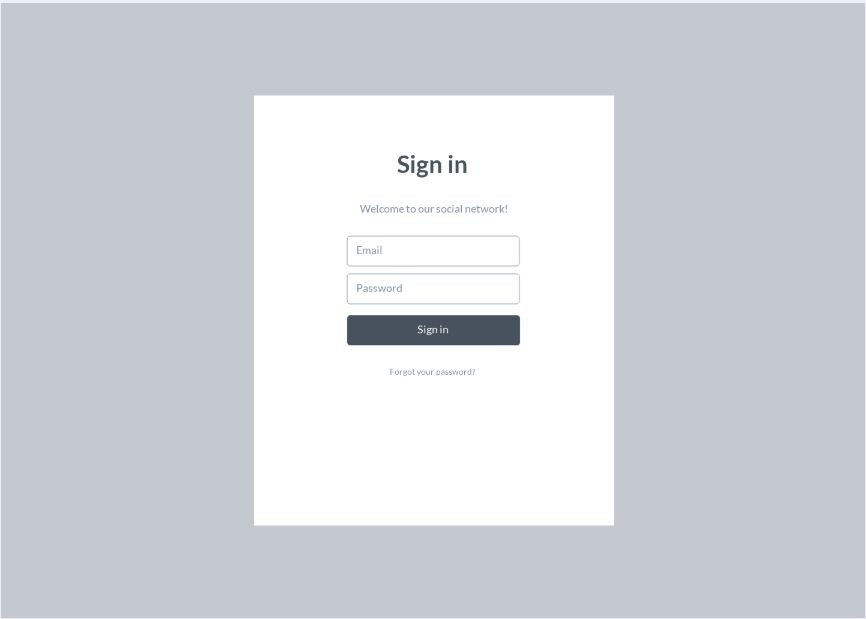 Sign in
Welcome to our social network!
Email
Password
Sign in
Forgot your password?